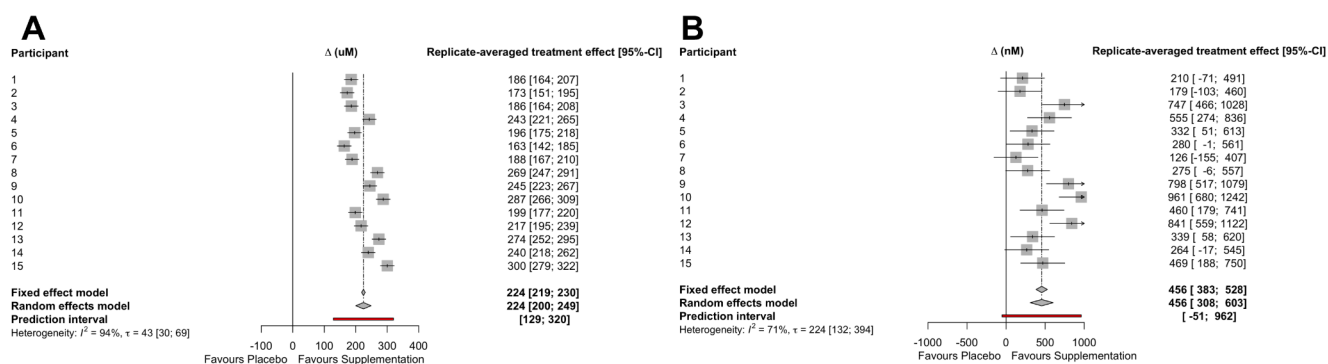 A
Participant Δ (uM) Replicate-averaged treatment effect [95%-CI]
1 186 [164; 207]
2 173 [151; 195]
3 186 [164; 208]
4 243 [221; 265]
5 196 [175; 218]
6 163 [142; 185]
7 188 [167; 210]
8 269 [247; 291]
9 245 [223; 267]
10 287 [266; 309]
11 199 [177; 220]
12 217 [195; 239]
13 274 [252; 295]
14 240 [218; 262]
15 300 [279; 322]
Fixed effect model 224 [219; 230]
Random effects model 224 [200; 249]
Prediction interval [129; 320]
Heterogeneity: I² = 94%, τ = 43 [30; 69]
-100 0 100 200 300 400
Favours Placebo Favours Supplementation
B
Participant Δ (nM) Replicate-averaged treatment effect [95%-CI]
1 210 [ -71; 491]
2 179 [-103; 460]
3 747 [ 466; 1028]
4 555 [ 274; 836]
5 332 [ 51; 613]
6 280 [ -1; 561]
7 126 [-155; 407]
8 275 [ -6; 557]
9 798 [ 517; 1079]
10 961 [ 680; 1242]
11 460 [ 179; 741]
12 841 [ 559; 1122]
13 339 [ 58; 620]
14 264 [ -17; 545]
15 469 [ 188; 750]
Fixed effect model 456 [ 383; 528]
Random effects model 456 [ 308; 603]
Prediction interval [ -51; 962]
Heterogeneity: I² = 71%, τ = 224 [132; 394]
-1000 -500 0 500 1000
Favours Placebo Favours Supplementation